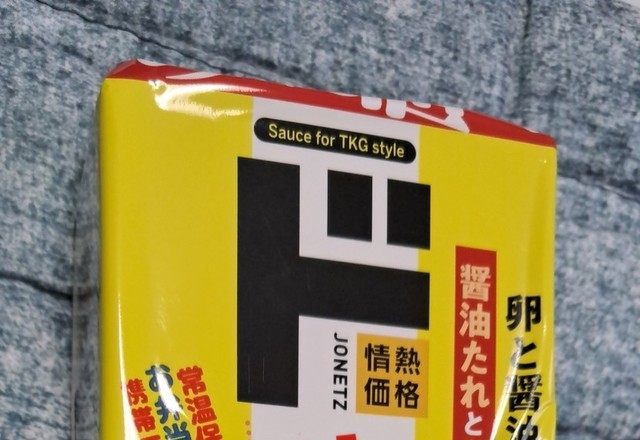 Sauce for TKG style
ド
情熱
価格
JONETZ
卵と醤油
醤油たれと
常温保
お弁当
携帯